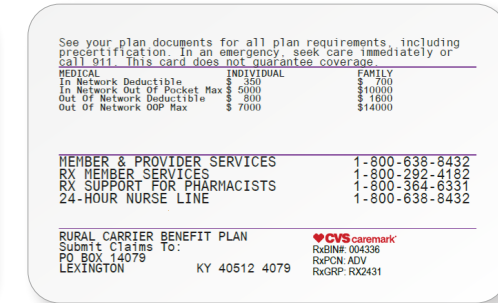 See your plan documents for all plan requirements, including
precertification. In an emergency, seek care immediately or
call 911. This card does not guarantee coverage.
MEDICAL INDIVIDUAL FAMILY
In Network Deductible $ 350 $ 700
In Network Out Of Pocket Max $ 5000 $10000
Out Of Network Deductible $ 800 $ 1600
Out Of Network OOP Max $ 7000 $14000
MEMBER & PROVIDER SERVICES 1-800-638-8432
RX MEMBER SERVICES 1-800-292-4182
RX SUPPORT FOR PHARMACISTS 1-800-364-6331
24-HOUR NURSE LINE 1-800-638-8432
RURAL CARRIER BENEFIT PLAN
Submit Claims To:
PO BOX 14079
LEXINGTON KY 40512 4079
CVS caremark
RxBIN#: 004336
RxPCN: ADV
RxGRP: RX2431